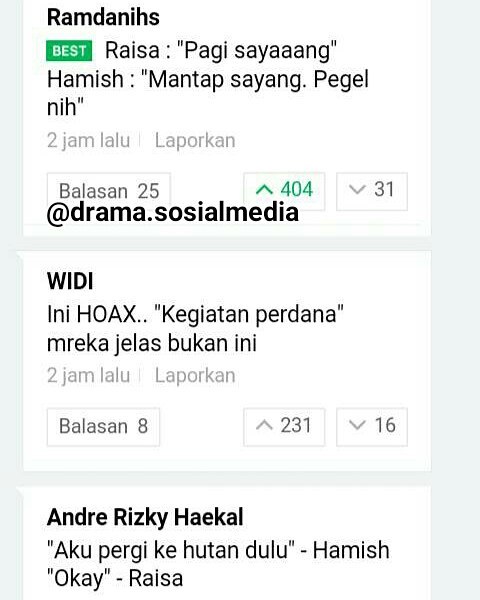 Ramdanihs
BEST Raisa : "Pagi sayaaang"
Hamish : "Mantap sayang. Pegel
nih"
2 jam lalu Laporkan
Balasan 25 404 31
@drama.sosialmedia
WIDI
Ini HOAX.. "Kegiatan perdana"
mreka jelas bukan ini
2 jam lalu Laporkan
Balasan 8 231 16
Andre Rizky Haekal
"Aku pergi ke hutan dulu" - Hamish
"Okay" - Raisa